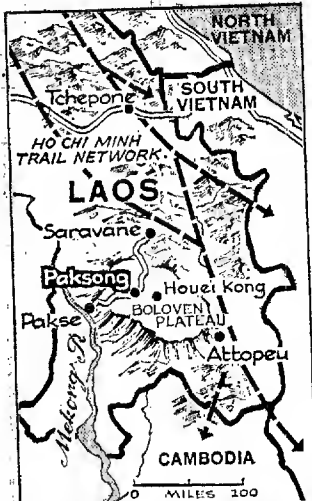 NORTH
VIETNAM
SOUTH
VIETNAM
Tchepone
HO CHI MINH
TRAIL NETWORK
LAOS
Saravane
Paksong
Houei Kong
BOLOVEN
PLATEAU
Pakse
Attopeu
Mekong R.
CAMBODIA
0 MILES 100